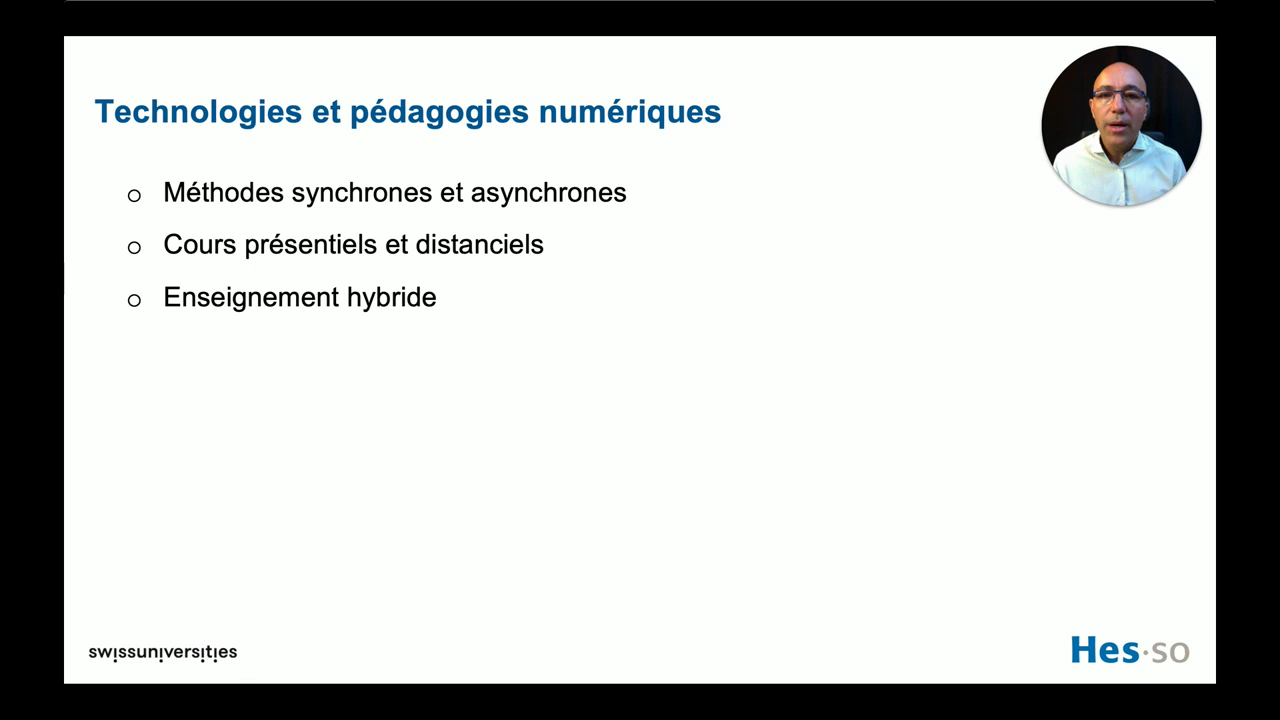 Technologies et pédagogies numériques
Méthodes synchrones et asynchrones
Cours présentiels et distanciels
Enseignement hybride
swissuniversities
Hes·so